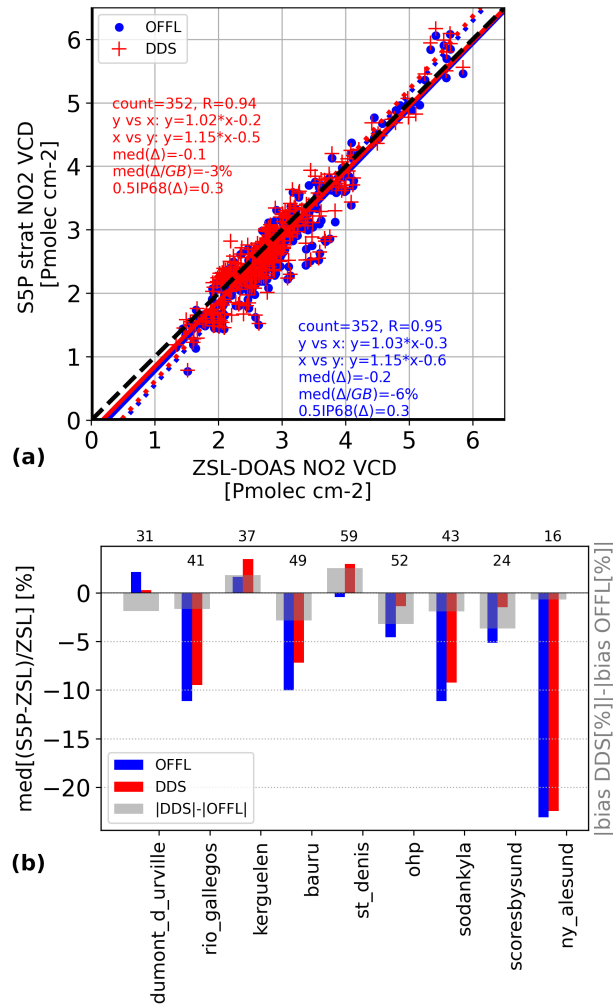 6
5
4
3
2
1
0
S5P strat NO2 VCD
[Pmolec cm-2]
OFFL
DDS
count=352, R=0.94
y vs x: y=1.02*x-0.2
x vs y: y=1.15*x-0.5
med(Δ)=-0.1
med(Δ/GB)=-3%
0.5IP68(Δ)=0.3
count=352, R=0.95
y vs x: y=1.03*x-0.3
x vs y: y=1.15*x-0.6
med(Δ)=-0.2
med(Δ/GB)=-6%
0.5IP68(Δ)=0.3
0 1 2 3 4 5 6
(a)
ZSL-DOAS NO2 VCD
[Pmolec cm-2]
31 37 59 43 16
41 49 52 24
med[(S5P-ZSL)/ZSL] [%]
0
−5
−10
−15
−20
OFFL
DDS
|DDS|-|OFFL|
|bias DDS[%]|-|bias OFFL[%]|
(b)
dumont_d_urville
rio_gallegos
kerguelen
bauru
st_denis
ohp
sodankyla
scoresbysund
ny_alesund